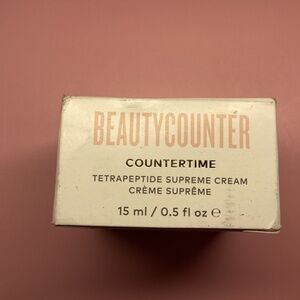 BEAUTYCOUNTER
COUNTERTIME
TETRAPEPTIDE SUPREME CREAM
CRÈME SUPRÊME
15 ml / 0.5 fl oz ℮